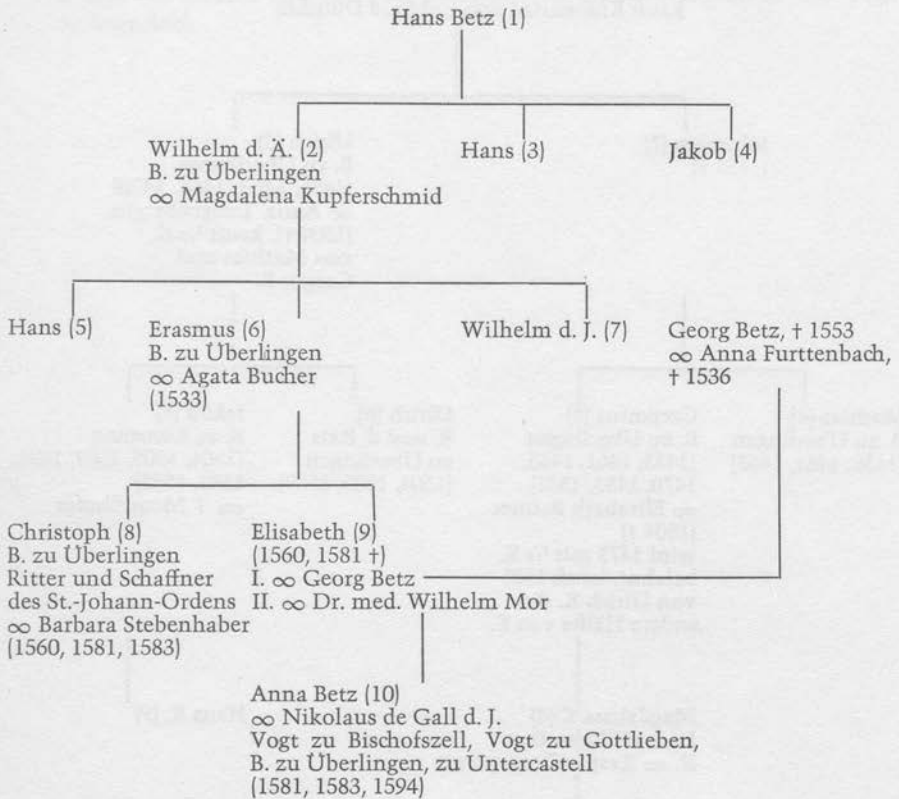 Hans Betz (1)
Wilhelm d. Ä. (2)
B. zu Überlingen
∞ Magdalena Kupferschmid
Hans (3)
Jakob (4)
Hans (5)
Erasmus (6)
B. zu Überlingen
∞ Agata Bucher
(1533)
Wilhelm d. J. (7)
Georg Betz, † 1553
∞ Anna Furttenbach,
† 1536
Christoph (8)
B. zu Überlingen
Ritter und Schaffner
des St.-Johann-Ordens
∞ Barbara Stebenhaber
(1560, 1581, 1583)
Elisabeth (9)
(1560, 1581 †)
I. ∞ Georg Betz
II. ∞ Dr. med. Wilhelm Mor
Anna Betz (10)
∞ Nikolaus de Gall d. J.
Vogt zu Bischofszell, Vogt zu Gottlieben,
B. zu Überlingen, zu Untercastell
(1581, 1583, 1594)